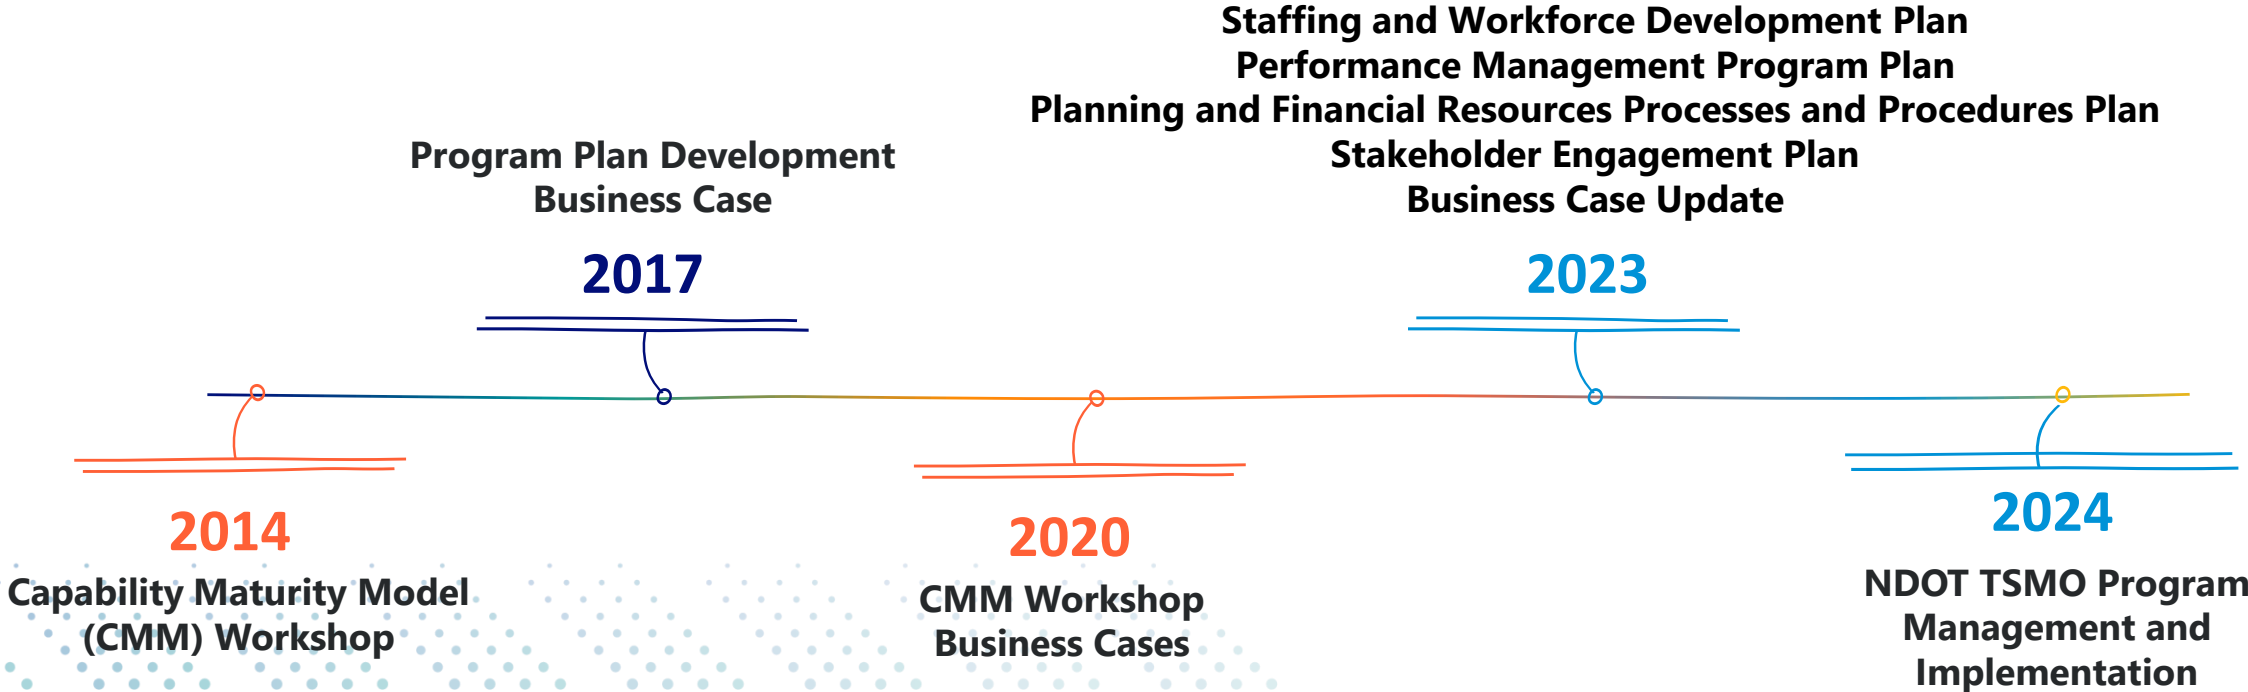 Staffing and Workforce Development Plan
Performance Management Program Plan
Planning and Financial Resources Processes and Procedures Plan
Stakeholder Engagement Plan
Business Case Update
2023
Program Plan Development
Business Case
2017
2014
Capability Maturity Model
(CMM) Workshop
2020
CMM Workshop
Business Cases
2024
NDOT TSMO Program
Management and
Implementation